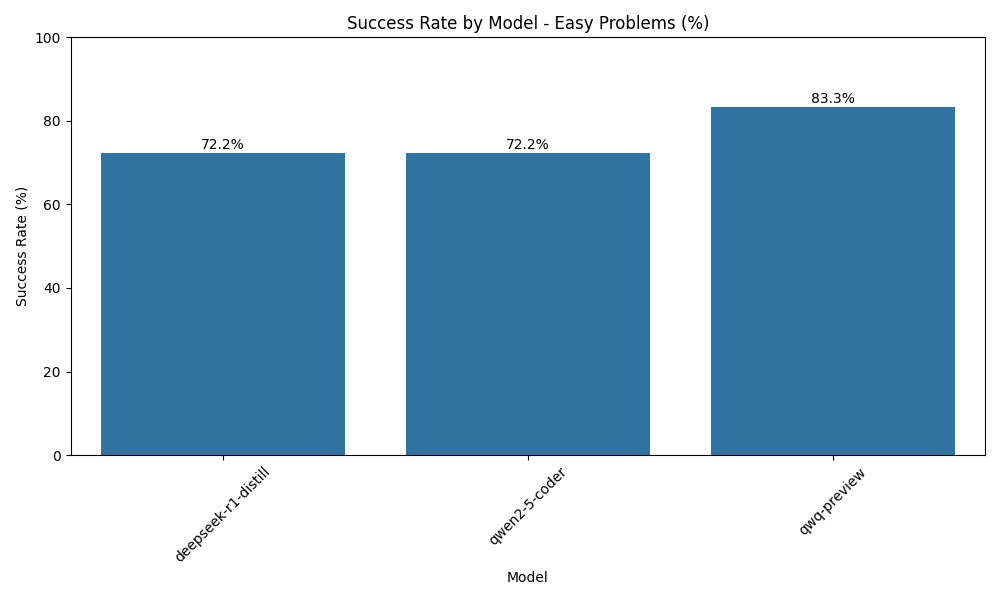 Success Rate by Model - Easy Problems (%)
Success Rate (%)
100
80
60
40
20
0
72.2%
72.2%
83.3%
deepseek-r1-distill
qwen2-5-coder
qwq-preview
Model